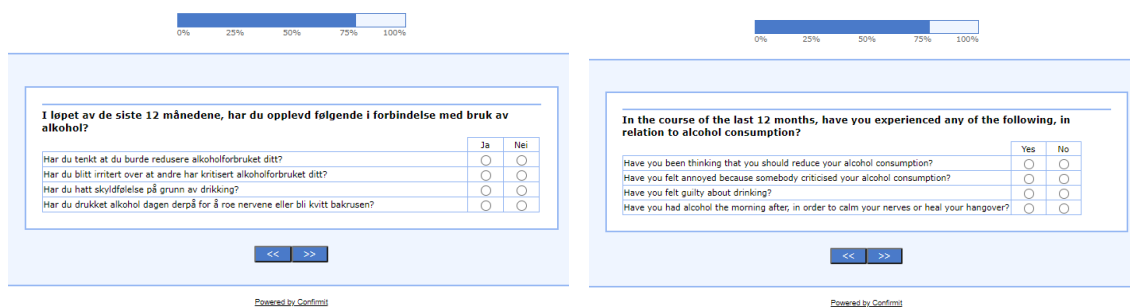 0% 25% 50% 75% 100%
I løpet av de siste 12 månedene, har du opplevd følgende i forbindelse med bruk av
alkohol?
Ja Nei
Har du tenkt at du burde redusere alkoholforbruket ditt?
Har du blitt irritert over at andre har kritisert alkoholforbruket ditt?
Har du hatt skyldfølelse på grunn av drikking?
Har du drukket alkohol dagen derpå for å roe nervene eller bli kvitt bakrusen?
<< >>
Powered by Confirmit
0% 25% 50% 75% 100%
In the course of the last 12 months, have you experienced any of the following, in
relation to alcohol consumption?
Yes No
Have you been thinking that you should reduce your alcohol consumption?
Have you felt annoyed because somebody criticised your alcohol consumption?
Have you felt guilty about drinking?
Have you had alcohol the morning after, in order to calm your nerves or heal your hangover?
<< >>
Powered by Confirmit